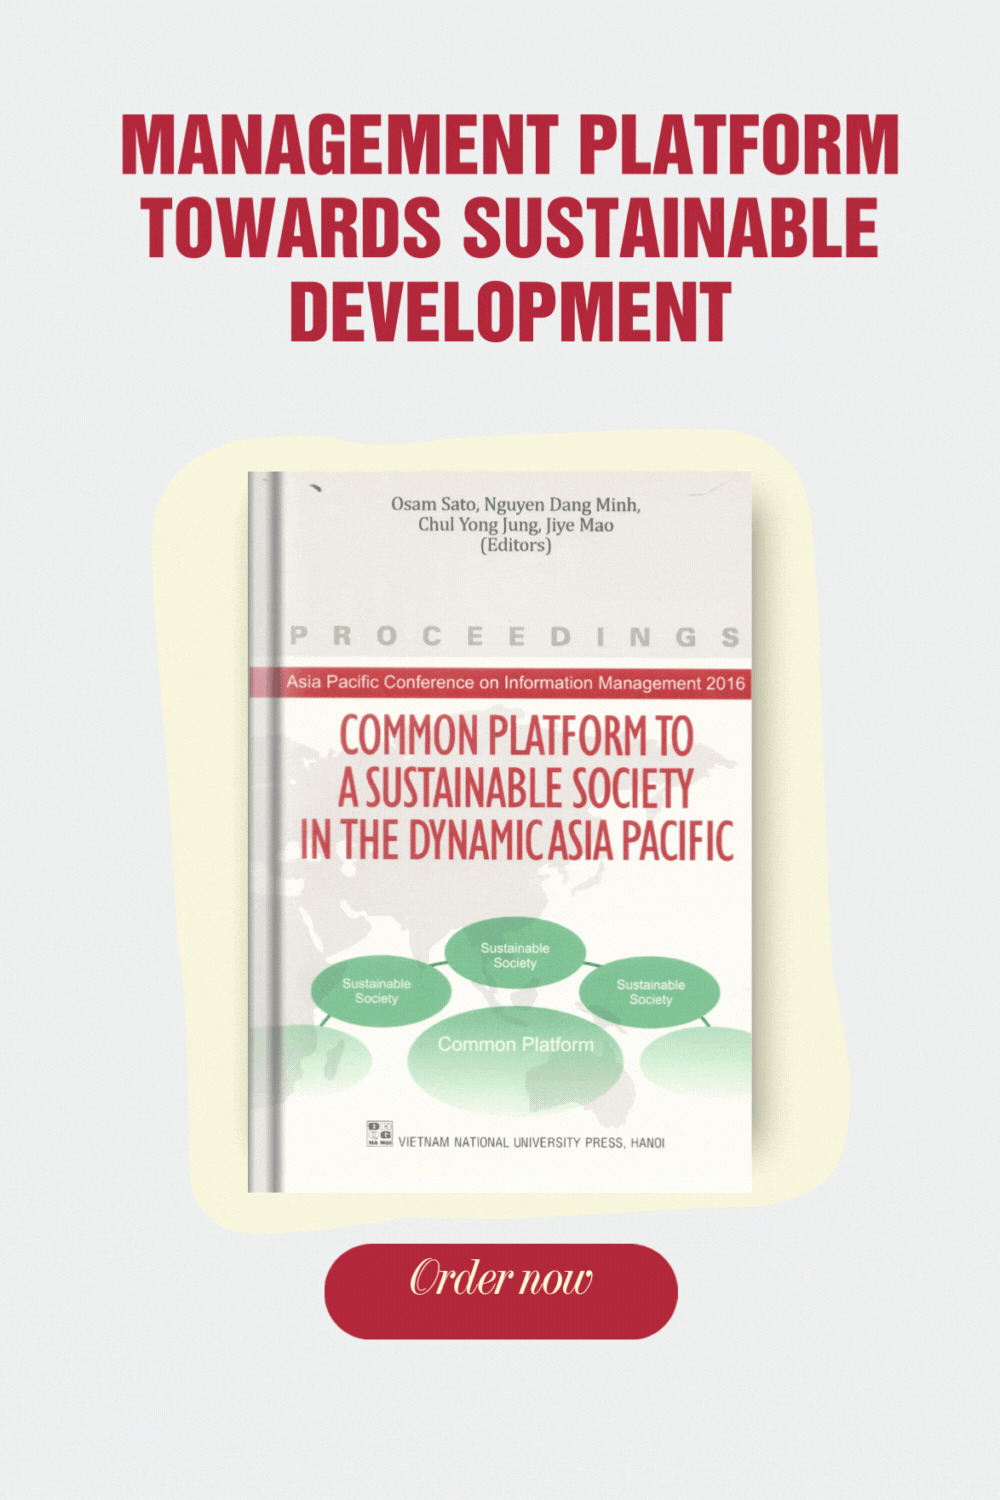 MANAGEMENT PLATFORM
TOWARDS SUSTAINABLE
DEVELOPMENT
Osam Sato, Nguyen Dang Minh,
Chul Yong Jung, Jiye Mao
(Editors)
PROCEEDINGS
Asia Pacific Conference on Information Management 2016
COMMON PLATFORM TO
A SUSTAINABLE SOCIETY
IN THE DYNAMIC ASIA PACIFIC
Sustainable
Society
Sustainable
Society
Sustainable
Society
Common Platform
VIETNAM NATIONAL UNIVERSITY PRESS, HANOI
Order now